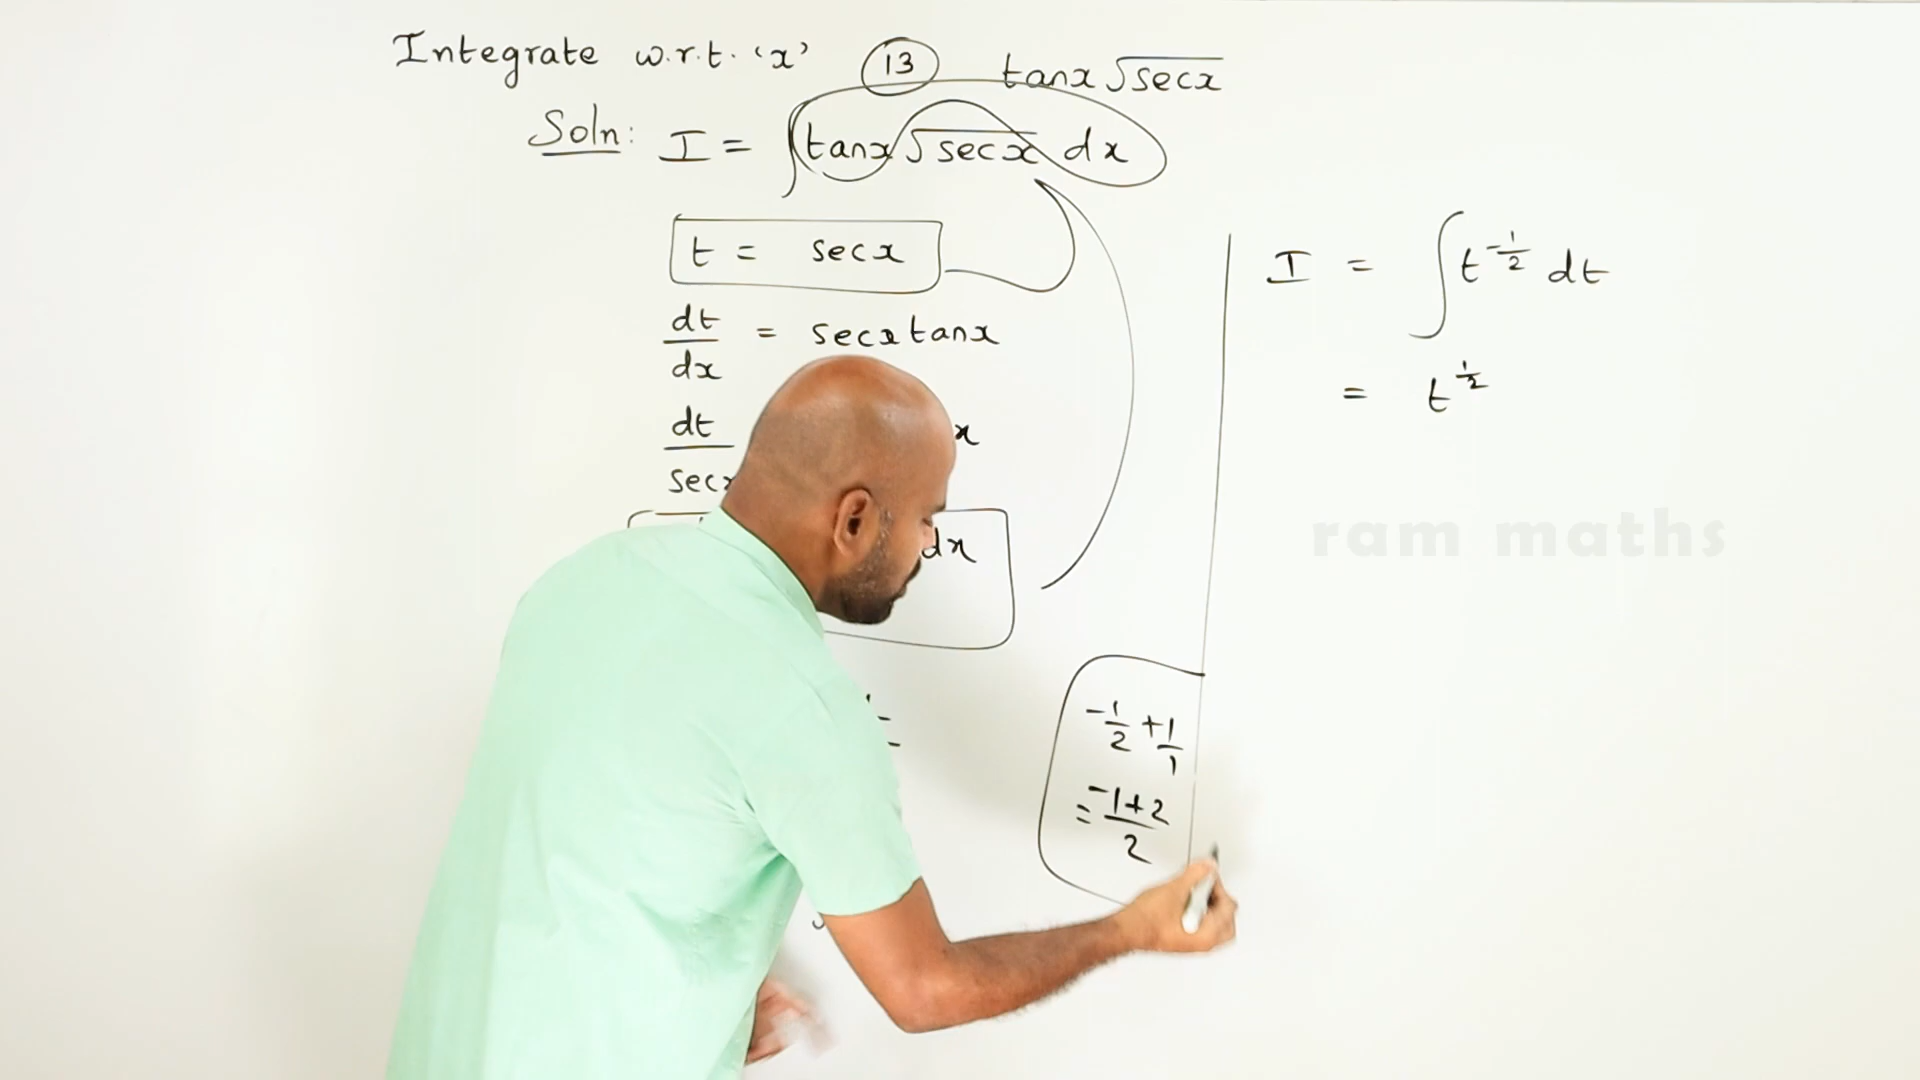 Integrate w.r.t. 'x' 13 tanx √secx
Soln: I = ∫tanx √secx dx
t = secx
dt/dx = secx tanx
dt
secx
x
dx
I = ∫ t^-1/2 dt
= t^1/2
ram maths
-1/2 + 1/1
= -1+2/2